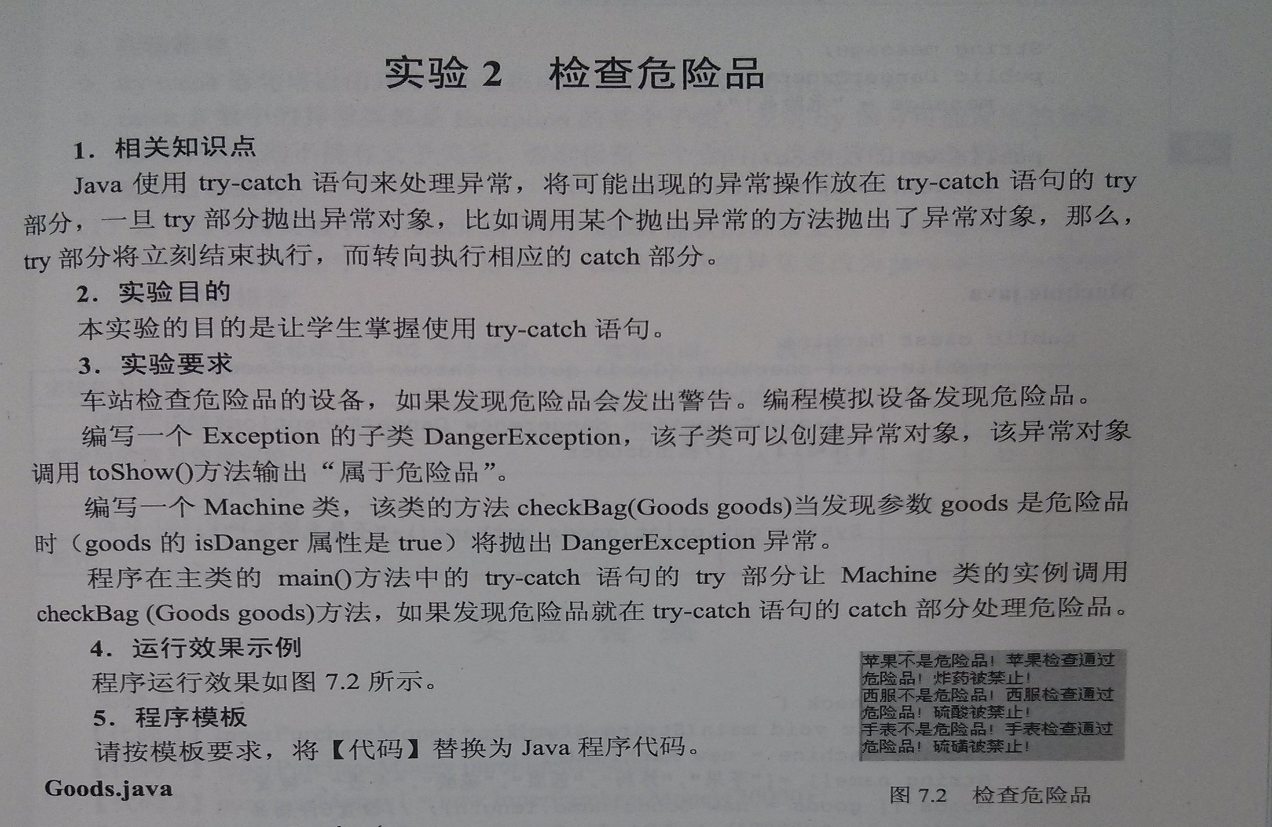 实验 2 检查危险品
1．相关知识点
Java 使用 try-catch 语句来处理异常，将可能出现的异常操作放在 try-catch 语句的 try
部分，一旦 try 部分抛出异常对象，比如调用某个抛出异常的方法抛出了异常对象，那么，
try 部分将立刻结束执行，而转向执行相应的 catch 部分。
2．实验目的
本实验的目的是让学生掌握使用 try-catch 语句。
3．实验要求
车站检查危险品的设备，如果发现危险品会发出警告。编程模拟设备发现危险品。
编写一个 Exception 的子类 DangerException，该子类可以创建异常对象，该异常对象
调用 toShow()方法输出“属于危险品”。
编写一个 Machine 类，该类的方法 checkBag(Goods goods)当发现参数 goods 是危险品
时（goods 的 isDanger 属性是 true）将抛出 DangerException 异常。
程序在主类的 main()方法中的 try-catch 语句的 try 部分让 Machine 类的实例调用
checkBag (Goods goods)方法，如果发现危险品就在 try-catch 语句的 catch 部分处理危险品。
4．运行效果示例
程序运行效果如图 7.2 所示。
5．程序模板
请按模板要求，将【代码】替换为 Java 程序代码。
Goods.java
苹果不是危险品！苹果检查通过
危险品！炸药被禁止！
西服不是危险品！西服检查通过
危险品！硫酸被禁止！
手表不是危险品！手表检查通过
危险品！硫磺被禁止！
图 7.2 检查危险品